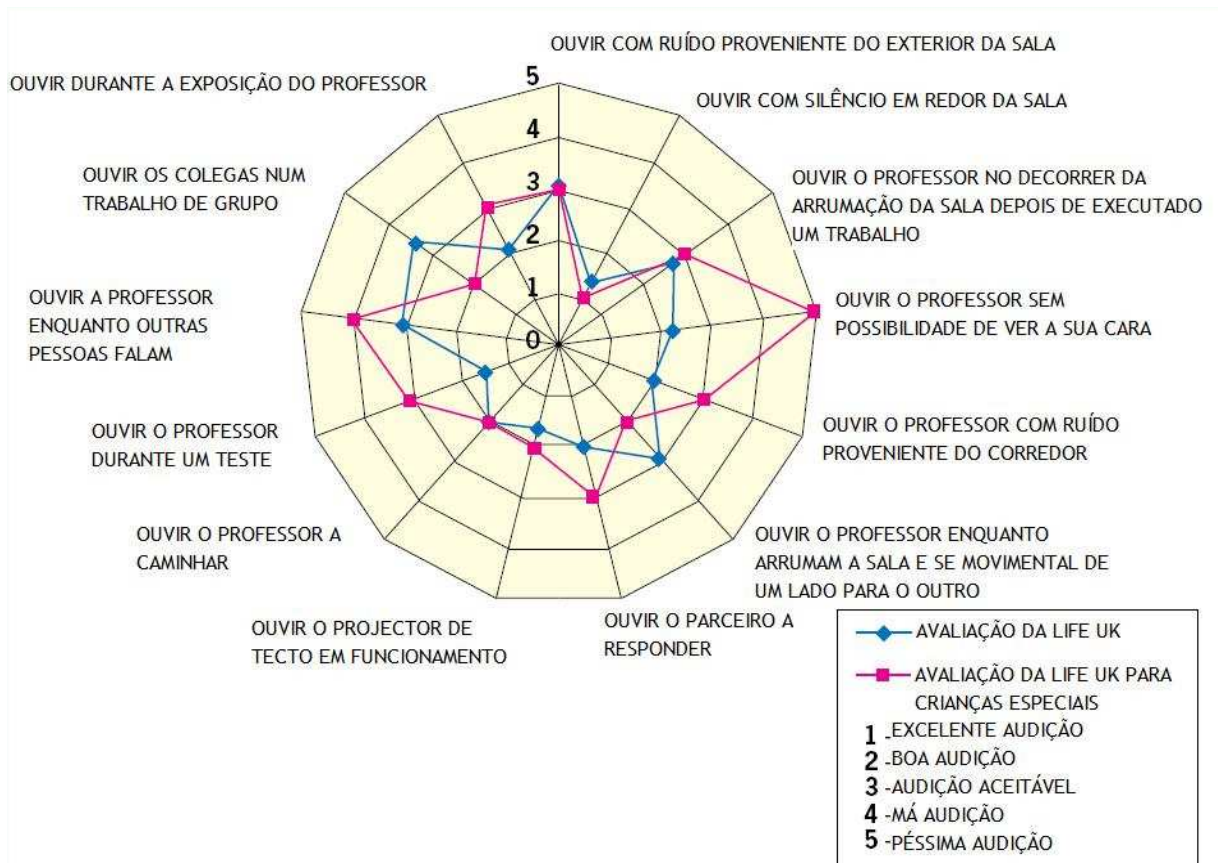 OUVIR COM RUÍDO PROVENIENTE DO EXTERIOR DA SALA
OUVIR DURANTE A EXPOSIÇÃO DO PROFESSOR
OUVIR COM SILÊNCIO EM REDOR DA SALA
OUVIR OS COLEGAS NUM
TRABALHO DE GRUPO
OUVIR O PROFESSOR NO DECORRER DA
ARRUMAÇÃO DA SALA DEPOIS DE EXECUTADO
UM TRABALHO
OUVIR A PROFESSOR
ENQUANTO OUTRAS
PESSOAS FALAM
OUVIR O PROFESSOR SEM
POSSIBILIDADE DE VER A SUA CARA
OUVIR O PROFESSOR
DURANTE UM TESTE
OUVIR O PROFESSOR COM RUÍDO
PROVENIENTE DO CORREDOR
OUVIR O PROFESSOR A
CAMINHAR
OUVIR O PROFESSOR ENQUANTO
ARRUMAM A SALA E SE MOVIMENTAL DE
UM LADO PARA O OUTRO
OUVIR O PROJECTOR DE
TECTO EM FUNCIONAMENTO
OUVIR O PARCEIRO A
RESPONDER
5
4
3
2
1
0
AVALIAÇÃO DA LIFE UK
AVALIAÇÃO DA LIFE UK PARA
CRIANÇAS ESPECIAIS
1 -EXCELENTE AUDIÇÃO
2 -BOA AUDIÇÃO
3 -AUDIÇÃO ACEITÁVEL
4 -MÁ AUDIÇÃO
5 -PÉSSIMA AUDIÇÃO